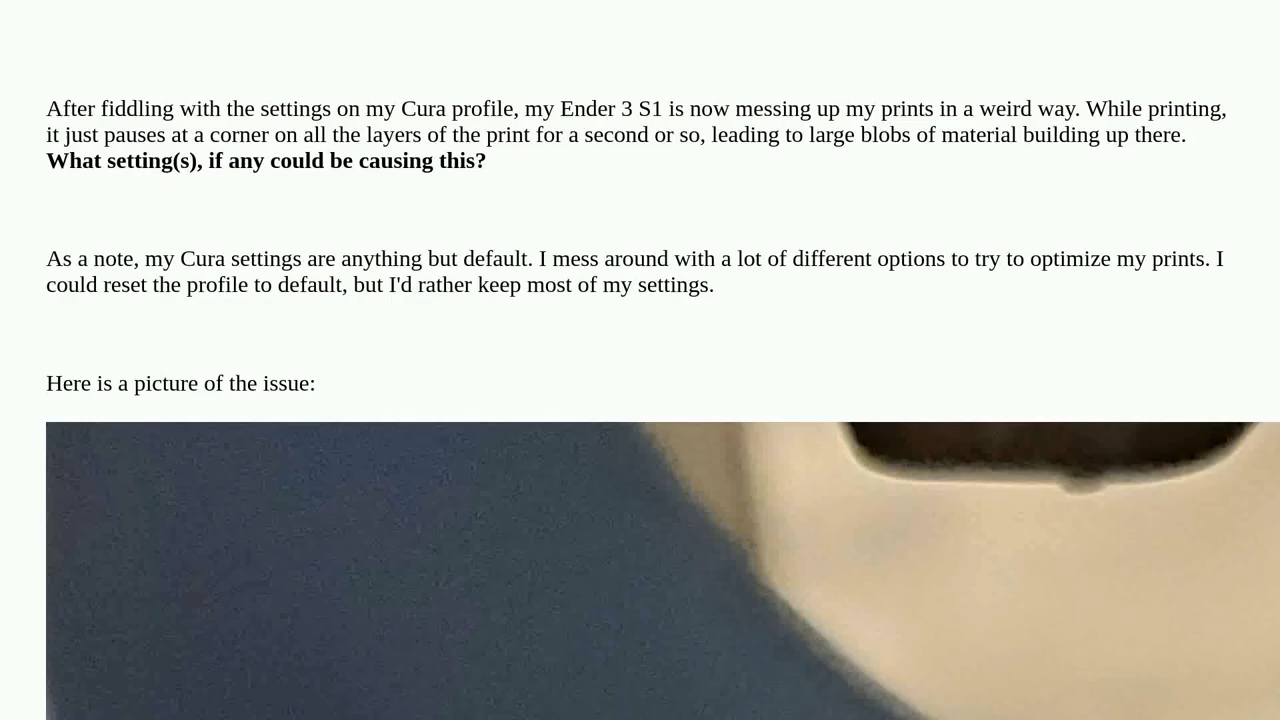 After fiddling with the settings on my Cura profile, my Ender 3 S1 is now messing up my prints in a weird way. While printing,
it just pauses at a corner on all the layers of the print for a second or so, leading to large blobs of material building up there.
What setting(s), if any could be causing this?
As a note, my Cura settings are anything but default. I mess around with a lot of different options to try to optimize my prints. I
could reset the profile to default, but I'd rather keep most of my settings.
Here is a picture of the issue: